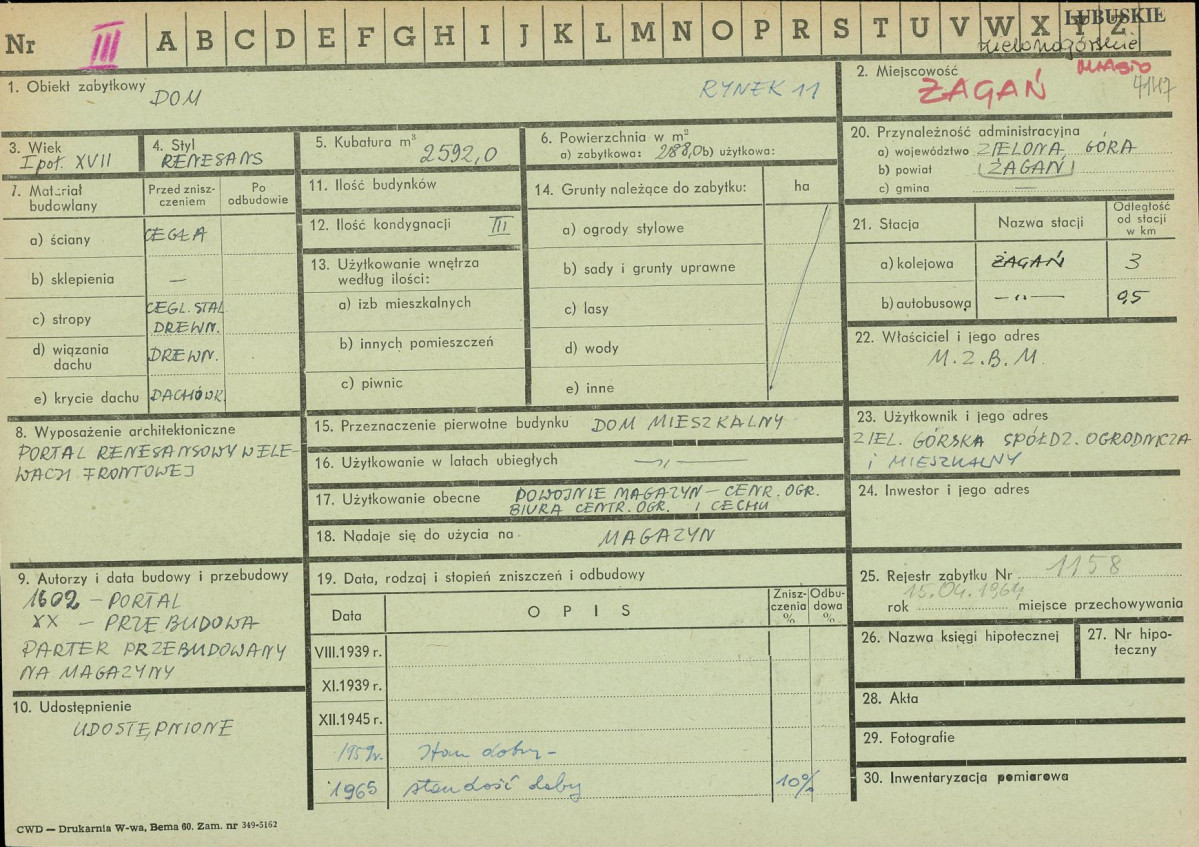 Nr III A B C D E F G H I J K L M N O P R S T U V W X Y Z
LUBUSKIE
zielonogórskie
1. Obiekt zabytkowy DOM RYNEK 11
2. Miejscowość MIASTO
ŻAGAŃ 4147
3. Wiek
I poł. XVII
4. Styl
RENESANS
5. Kubatura m³
2592,0
6. Powierzchnia w m²
a) zabytkowa: 288,0 b) użytkowa:
7. Materiał budowlany
Przed zniszczeniem
Po odbudowie
a) ściany CEGŁA
b) sklepienia —
c) stropy CEGL. STAL
DREWN.
d) wiązania dachu DREWN.
e) krycie dachu DACHÓWK.
8. Wyposażenie architektoniczne
PORTAL RENESANSOWY W ELE-
WACJI FRONTOWEJ
9. Autorzy i data budowy i przebudowy
1602 – PORTAL
XX – PRZEBUDOWA
PARTER PRZEBUDOWANY
NA MAGAZYNY
10. Udostępnienie
UDOSTĘPNIONE
11. Ilość budynków
12. Ilość kondygnacji III
13. Użytkowanie wnętrza
według ilości:
a) izb mieszkalnych
b) innych pomieszczeń
c) piwnic
14. Grunty należące do zabytku: ha
a) ogrody stylowe
b) sady i grunty uprawne
c) lasy
d) wody
e) inne
15. Przeznaczenie pierwotne budynku DOM MIESZKALNY
16. Użytkowanie w latach ubiegłych —„—
17. Użytkowanie obecne POWOJNIE MAGAZYN – CENTR. OGR.
BIURA CENTR. OGR. I CECHU
18. Nadaje się do użycia na MAGAZYN
19. Data, rodzaj i stopień zniszczeń i odbudowy
Data OPIS Zniszczenia % Odbudowa %
VIII.1939 r.
XI.1939 r.
XII.1945 r.
1959r. Stan dobry –
1965 stan dość dobry 10%
20. Przynależność administracyjna
a) województwo ZIELONA GÓRA
b) powiat (ŻAGAŃ)
c) gmina —
21. Stacja Nazwa stacji Odległość od stacji w km
a) kolejowa ŻAGAŃ 3
b) autobusowa —„— 0,5
22. Właściciel i jego adres
M.Z.B.M.
23. Użytkownik i jego adres
ZIEL. GÓRSKA SPÓŁDZ. OGRODNICZA
i MIESZKALNY
24. Inwestor i jego adres
25. Rejestr zabytku Nr 1158
rok 15.04.1964 miejsce przechowywania
26. Nazwa księgi hipotecznej
27. Nr hipoteczny
28. Akta
29. Fotografie
30. Inwentaryzacja pomiarowa
CWD — Drukarnia W-wa, Bema 60. Zam. nr 349-5162